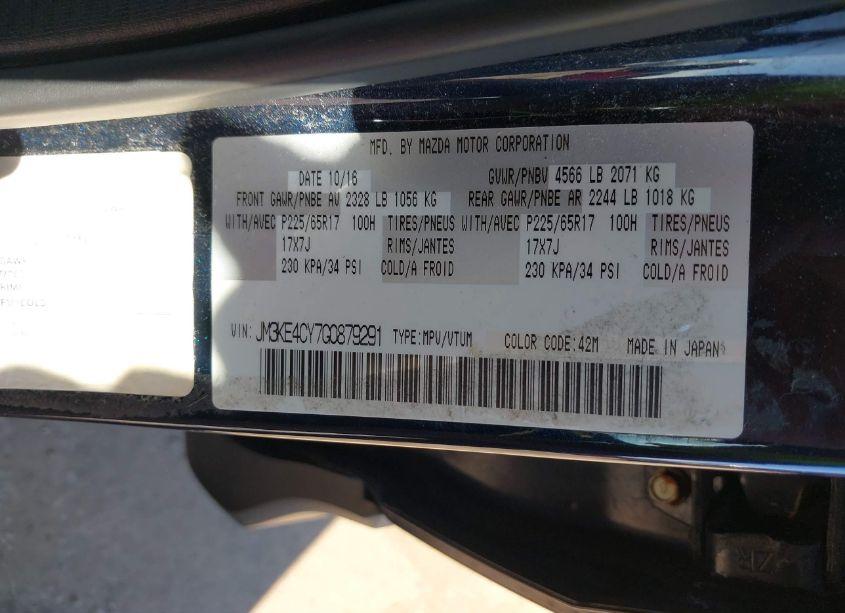 MFD. BY MAZDA MOTOR CORPORATION
DATE 10/16 GVWR/PNBV 4566 LB 2071 KG
FRONT GAWR/PNBE AV 2328 LB 1056 KG REAR GAWR/PNBE AR 2244 LB 1018 KG
WITH/AVEC P225/65R17 100H TIRES/PNEUS WITH/AVEC P225/65R17 100H TIRES/PNEUS
17X7J RIMS/JANTES 17X7J RIMS/JANTES
230 KPA/34 PSI COLD/A FROID 230 KPA/34 PSI COLD/A FROID
VIN: JM3KE4CY7G0879291 TYPE:MPV/VTUM COLOR CODE:42M MADE IN JAPAN
ZR